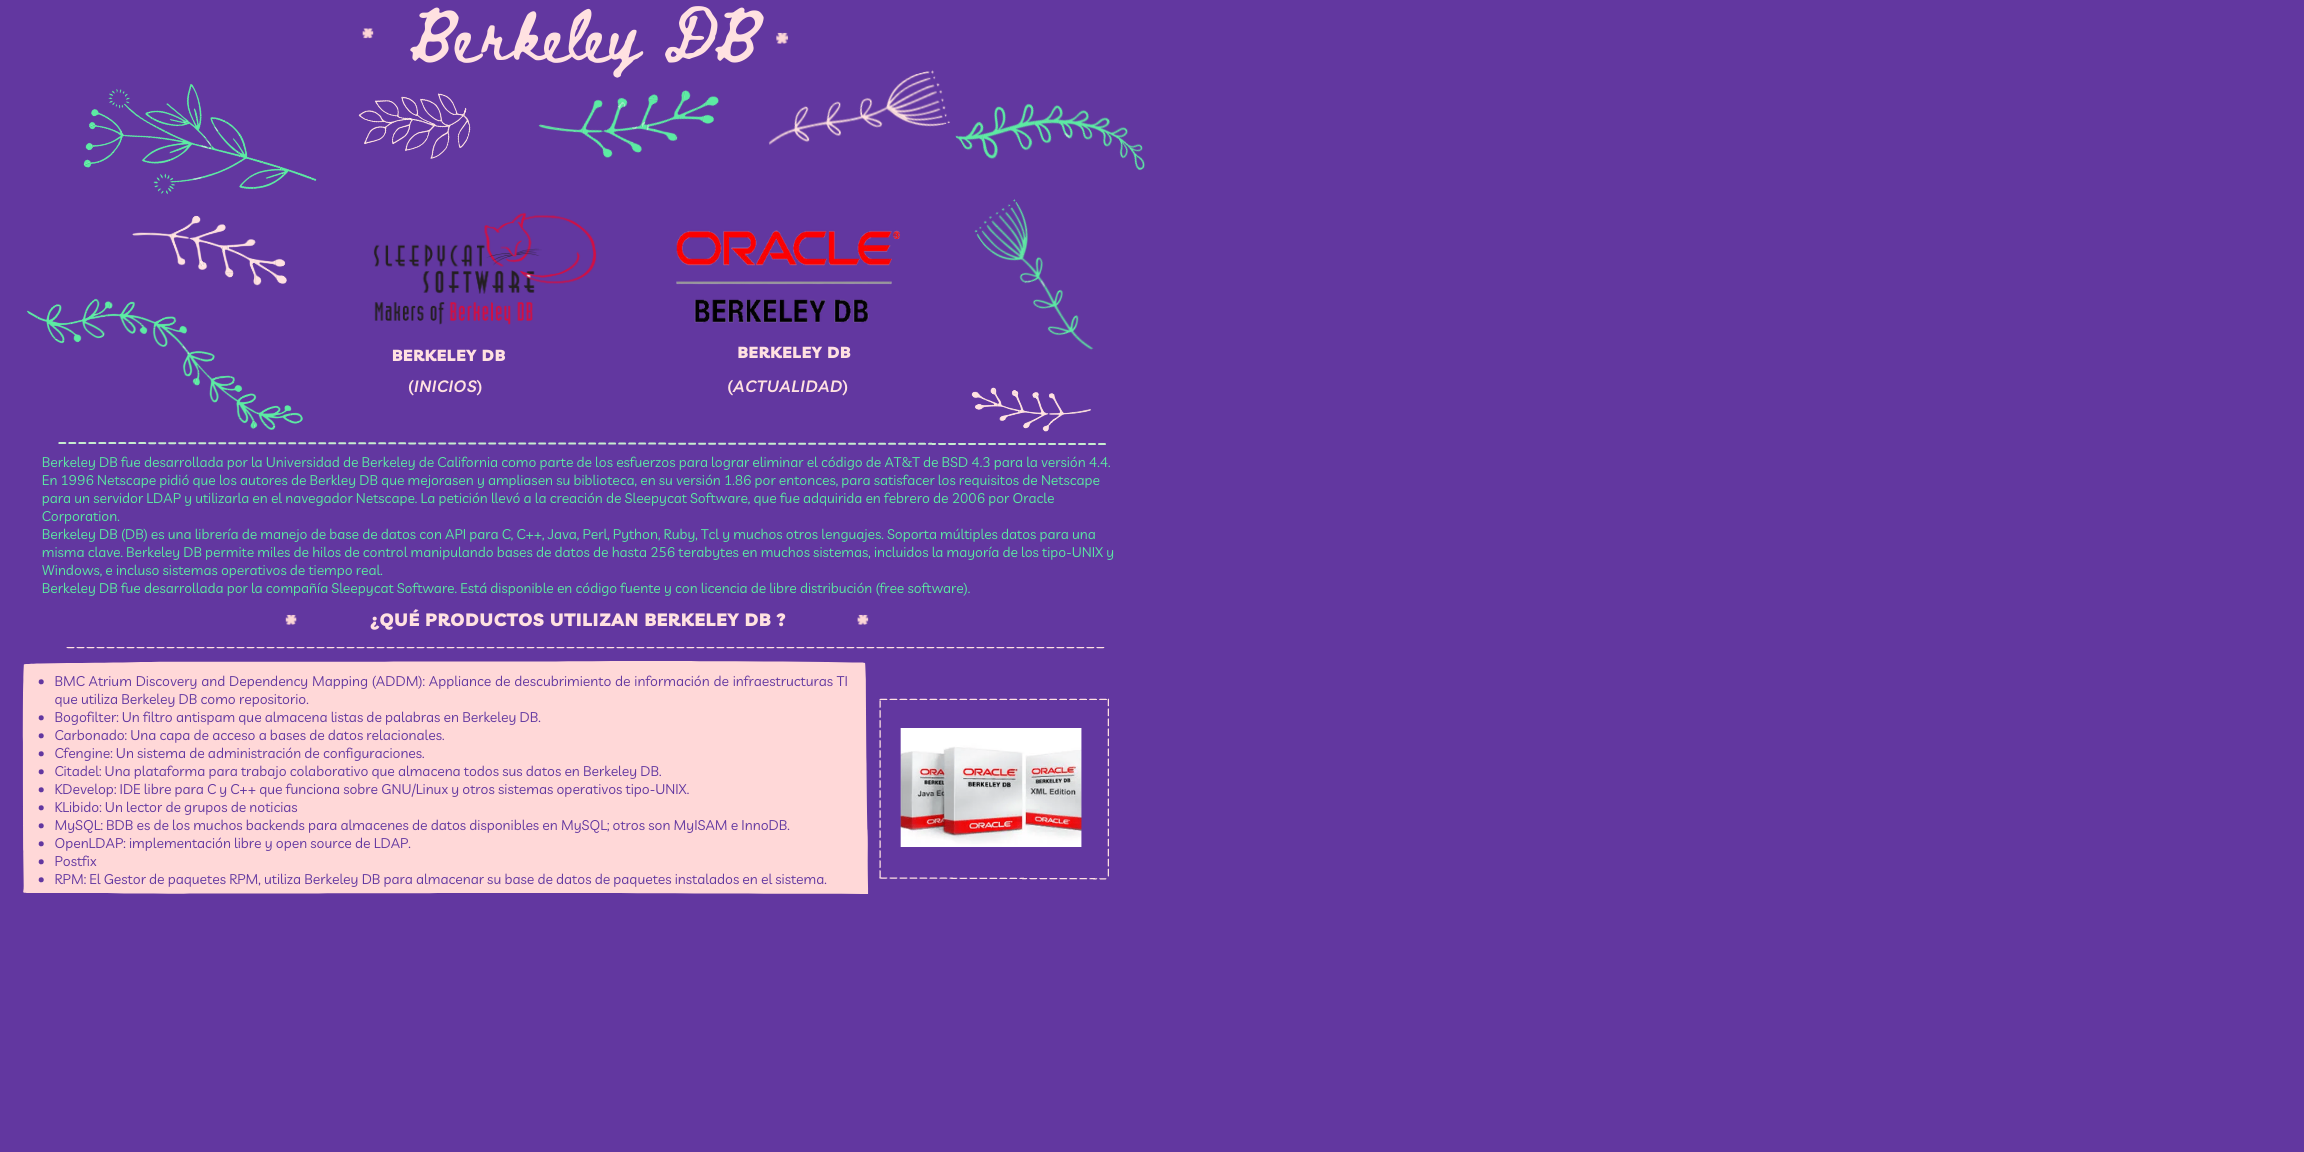 Berkeley DB
SLEEPYCAT
SOFTWARE
Makers of Berkeley DB
ORACLE
BERKELEY DB
BERKELEY DB
(INICIOS)
BERKELEY DB
(ACTUALIDAD)
Berkeley DB fue desarrollada por la Universidad de Berkeley de California como parte de los esfuerzos para lograr eliminar el código de AT&T de BSD 4.3 para la versión 4.4.
En 1996 Netscape pidió que los autores de Berkley DB que mejorasen y ampliasen su biblioteca, en su versión 1.86 por entonces, para satisfacer los requisitos de Netscape
para un servidor LDAP y utilizarla en el navegador Netscape. La petición llevó a la creación de Sleepycat Software, que fue adquirida en febrero de 2006 por Oracle
Corporation.
Berkeley DB (DB) es una librería de manejo de base de datos con API para C, C++, Java, Perl, Python, Ruby, Tcl y muchos otros lenguajes. Soporta múltiples datos para una
misma clave. Berkeley DB permite miles de hilos de control manipulando bases de datos de hasta 256 terabytes en muchos sistemas, incluidos la mayoría de los tipo-UNIX y
Windows, e incluso sistemas operativos de tiempo real.
Berkeley DB fue desarrollada por la compañía Sleepycat Software. Está disponible en código fuente y con licencia de libre distribución (free software).
¿QUÉ PRODUCTOS UTILIZAN BERKELEY DB ?
BMC Atrium Discovery and Dependency Mapping (ADDM): Appliance de descubrimiento de información de infraestructuras TI
que utiliza Berkeley DB como repositorio.
Bogofilter: Un filtro antispam que almacena listas de palabras en Berkeley DB.
Carbonado: Una capa de acceso a bases de datos relacionales.
Cfengine: Un sistema de administración de configuraciones.
Citadel: Una plataforma para trabajo colaborativo que almacena todos sus datos en Berkeley DB.
KDevelop: IDE libre para C y C++ que funciona sobre GNU/Linux y otros sistemas operativos tipo-UNIX.
KLibido: Un lector de grupos de noticias
MySQL: BDB es de los muchos backends para almacenes de datos disponibles en MySQL; otros son MyISAM e InnoDB.
OpenLDAP: implementación libre y open source de LDAP.
Postfix
RPM: El Gestor de paquetes RPM, utiliza Berkeley DB para almacenar su base de datos de paquetes instalados en el sistema.
ORA
BERKEL
Java Ed
ORA
ORACLE
BERKELEY DB
ORACLE
ORACLE
BERKELEY DB
XML Edition
ORACLE